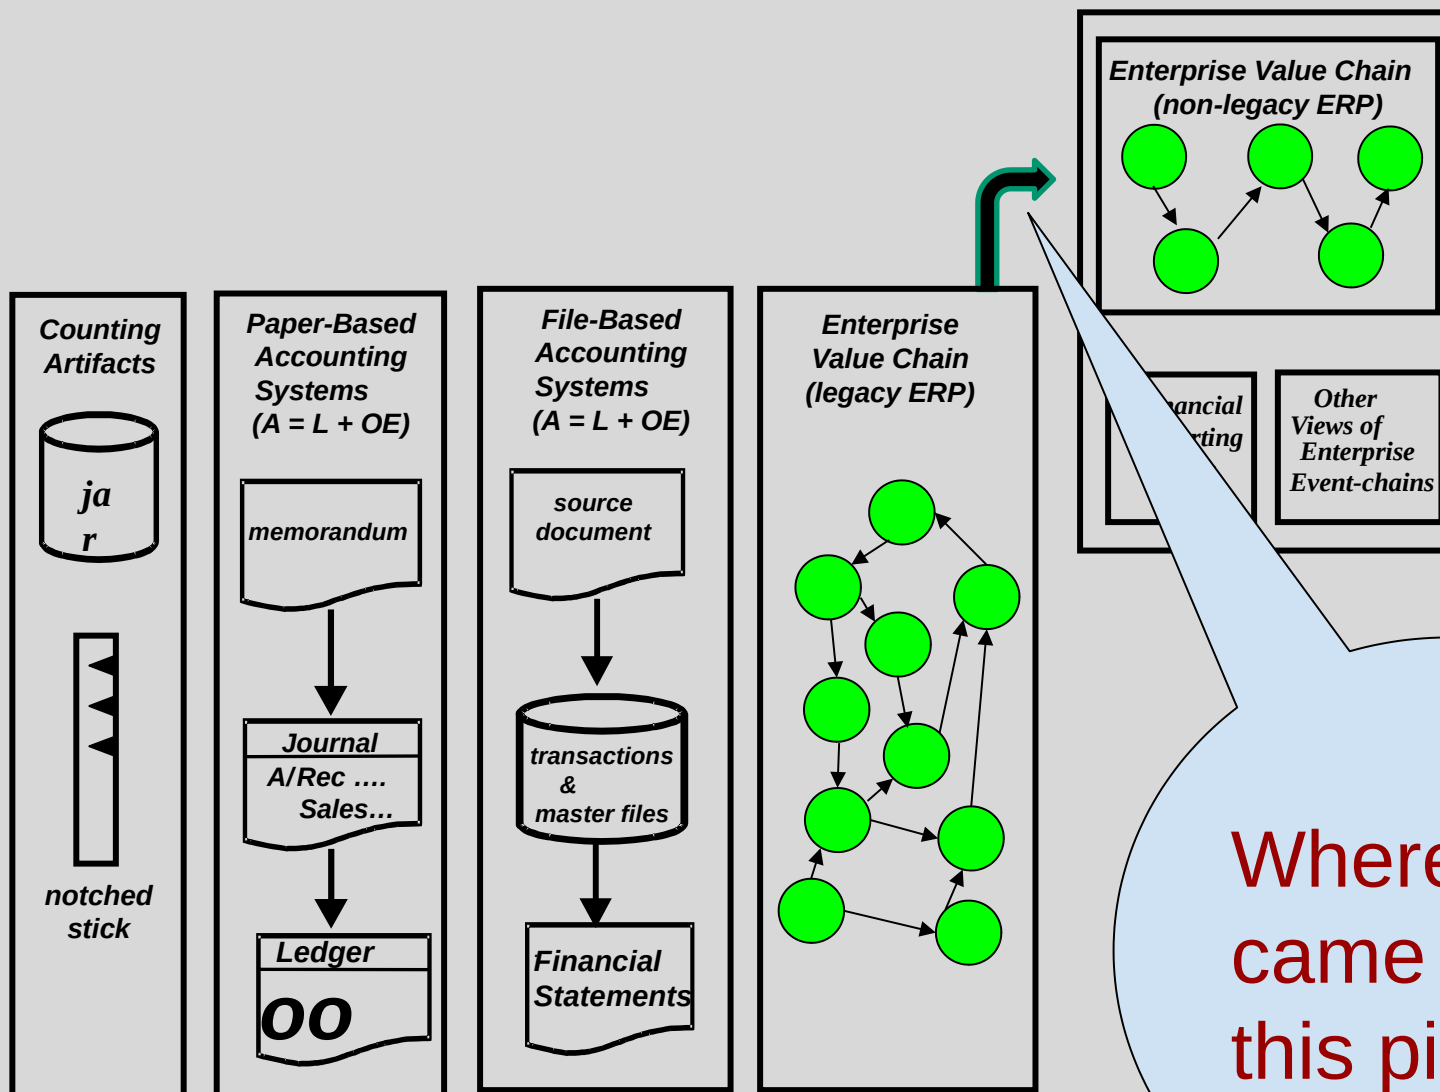 Enterprise Value Chain
(non-legacy ERP)
Counting
Artifacts
ja
r
notched
stick
Paper-Based
Accounting
Systems
(A = L + OE)
memorandum
Journal
A/Rec ….
Sales…
Ledger
oo
File-Based
Accounting
Systems
(A = L + OE)
source
document
transactions
&
master files
Financial
Statements
Enterprise
Value Chain
(legacy ERP)
Other
Views of
Enterprise
Event-chains
came
this